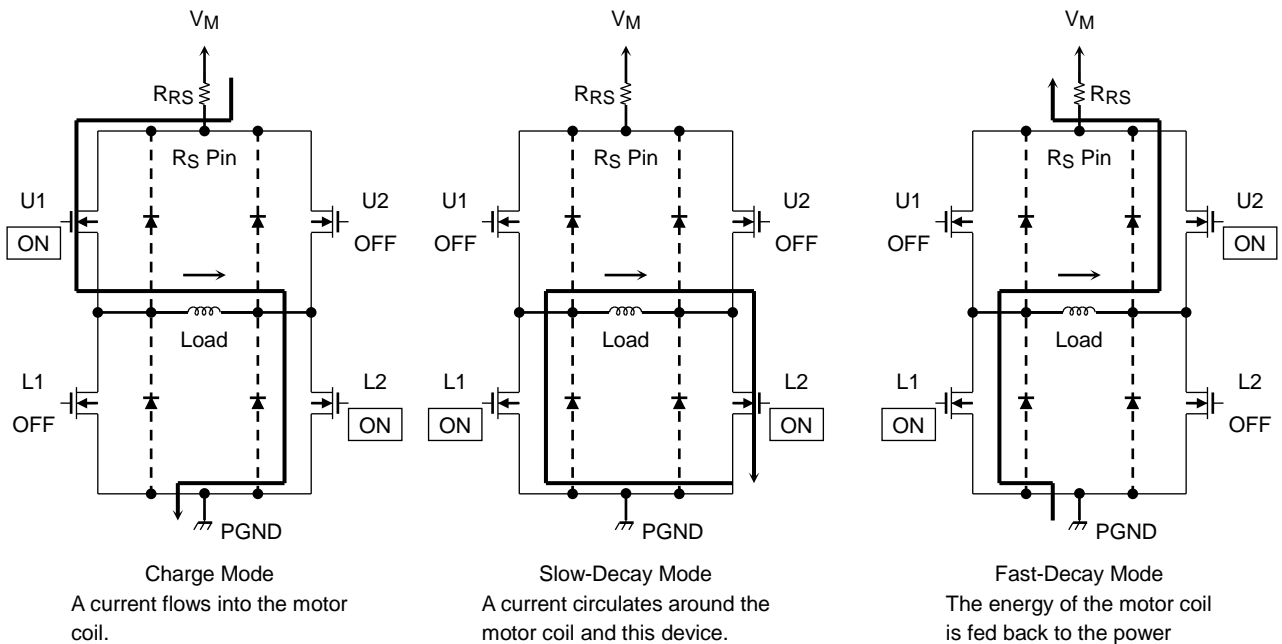 VM
RRS
RS Pin
U1
ON
U2
OFF
Load
L1
OFF
L2
ON
PGND
Charge Mode
A current flows into the motor
coil.
VM
RRS
RS Pin
U1
OFF
U2
OFF
Load
L1
ON
L2
ON
PGND
Slow-Decay Mode
A current circulates around the
motor coil and this device.
VM
RRS
RS Pin
U1
OFF
U2
ON
Load
L1
ON
L2
OFF
PGND
Fast-Decay Mode
The energy of the motor coil
is fed back to the power